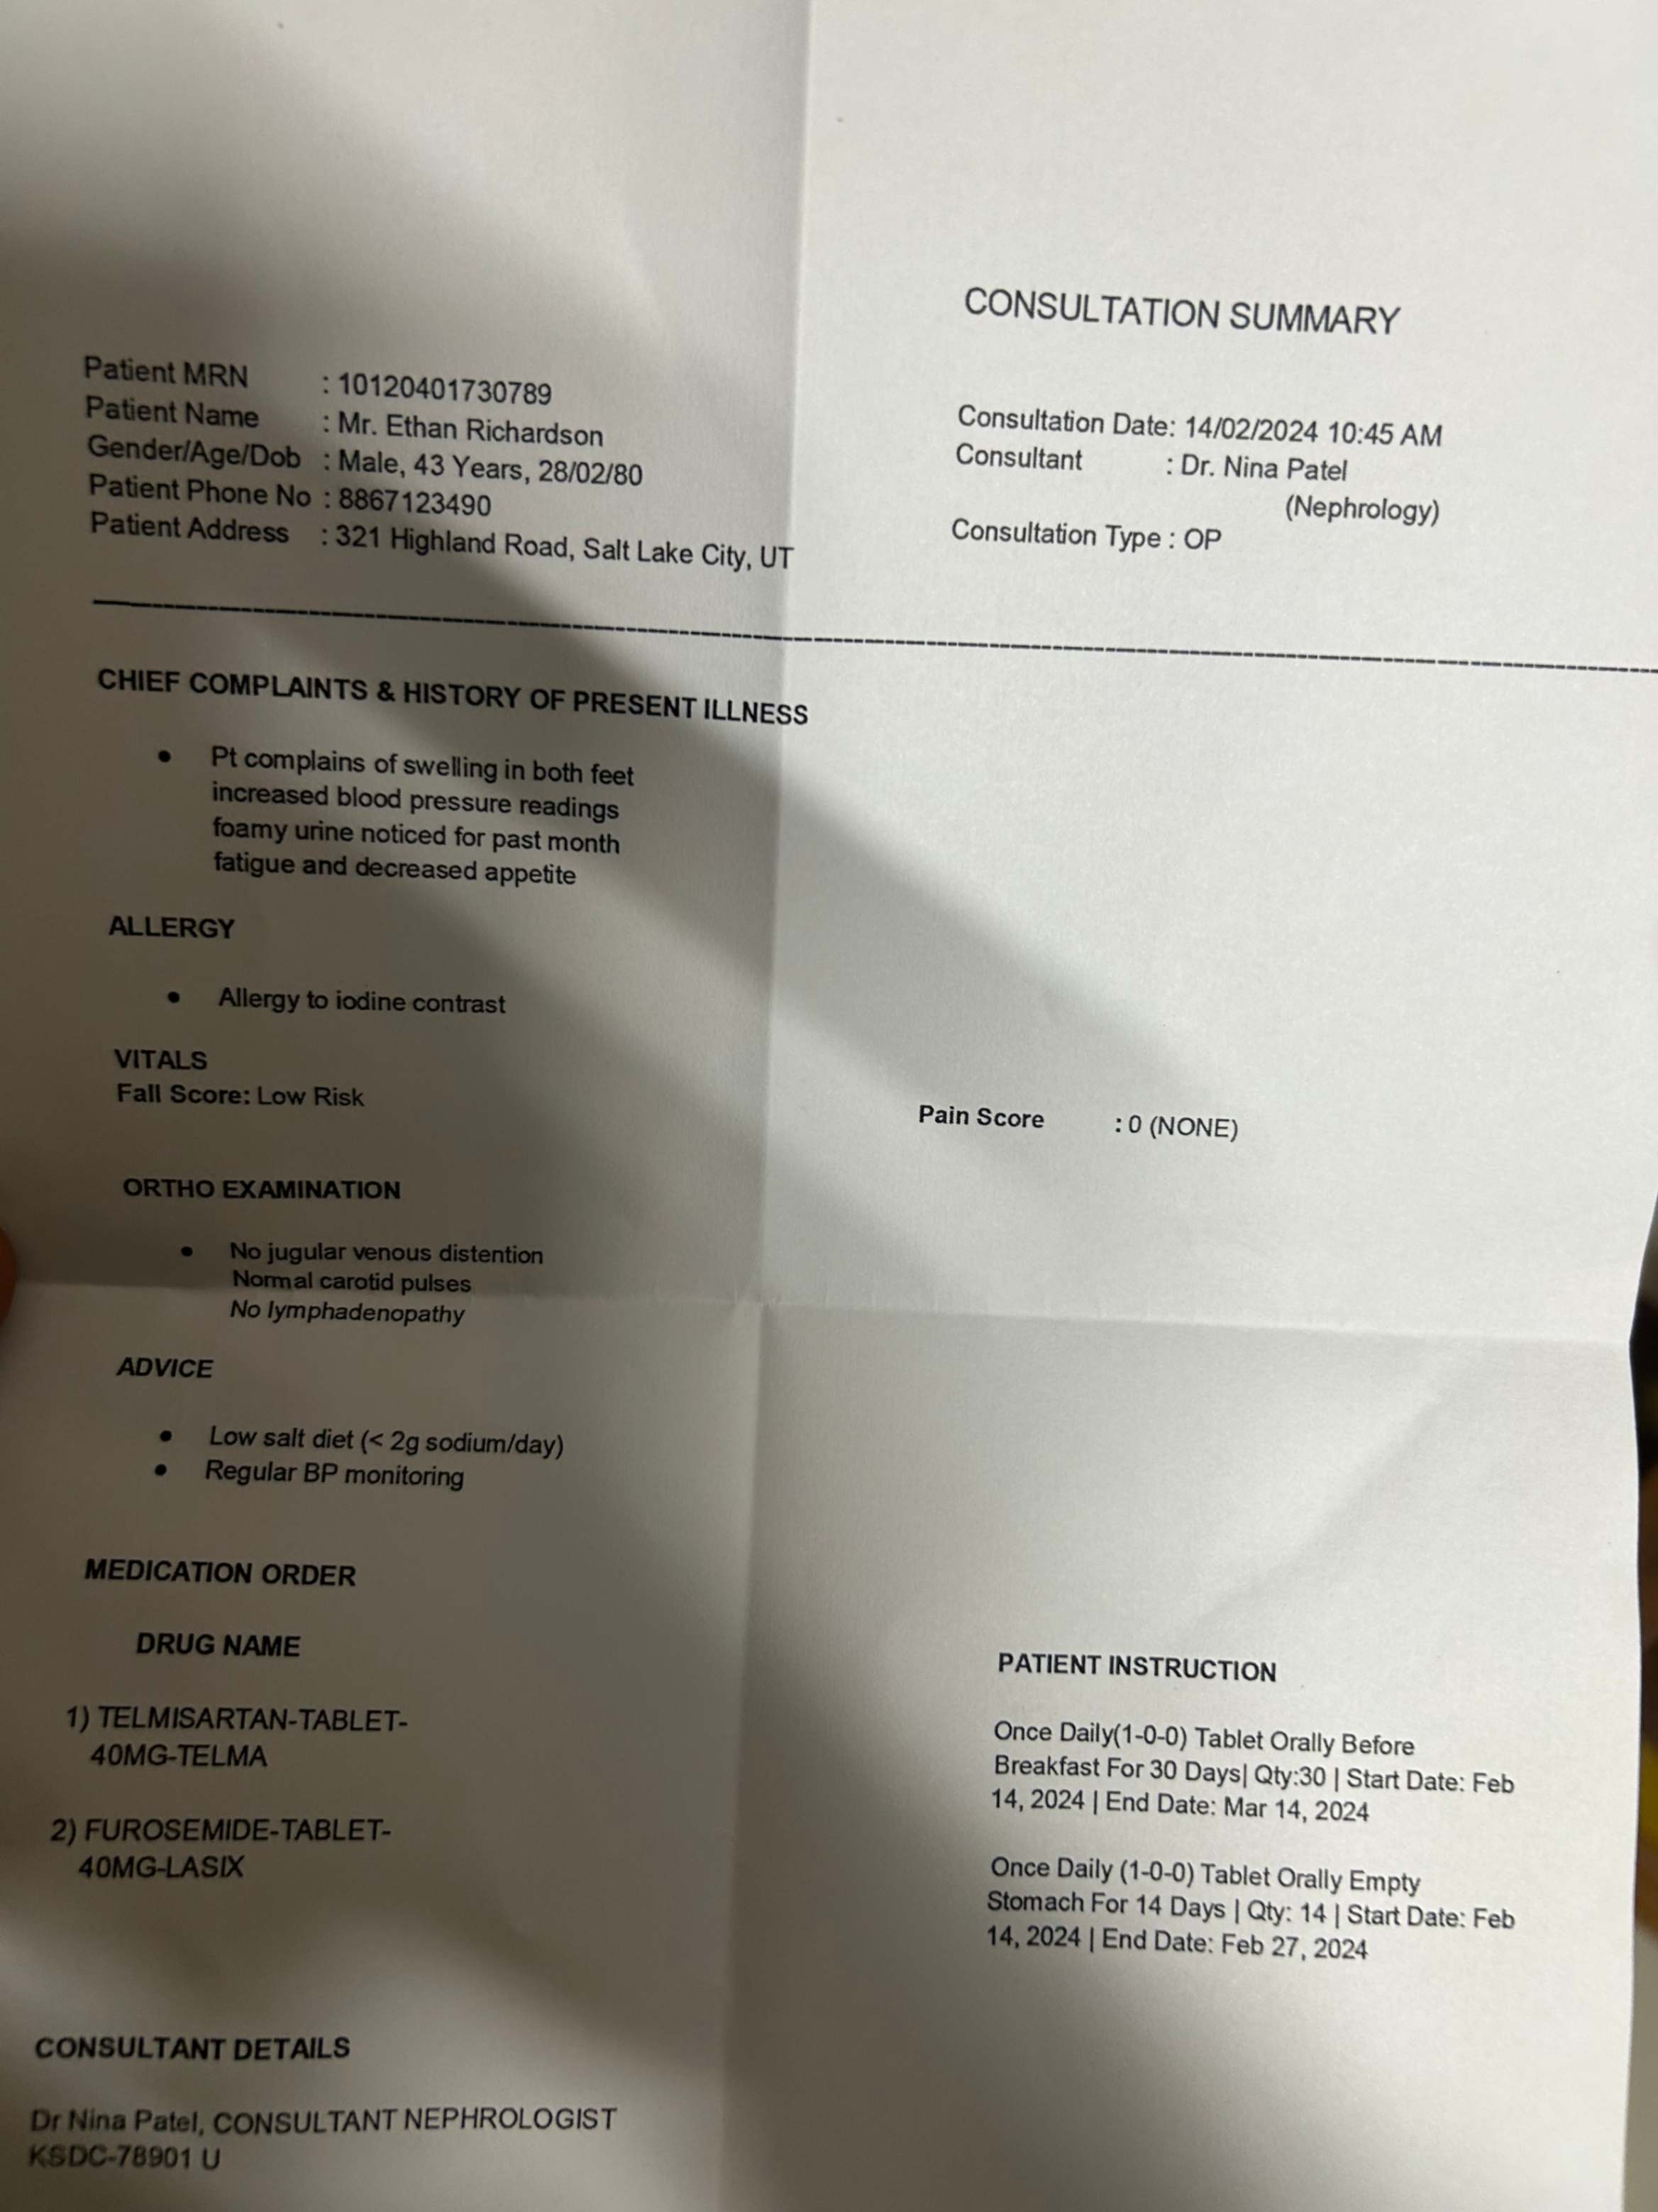 CONSULTATION SUMMARY
Patient MRN : 10120401730789
Patient Name : Mr. Ethan Richardson
Gender/Age/Dob : Male, 43 Years, 28/02/80
Patient Phone No : 8867123490
Patient Address : 321 Highland Road, Salt Lake City, UT
Consultation Date: 14/02/2024 10:45 AM
Consultant : Dr. Nina Patel
(Nephrology)
Consultation Type : OP
CHIEF COMPLAINTS & HISTORY OF PRESENT ILLNESS
• Pt complains of swelling in both feet
increased blood pressure readings
foamy urine noticed for past month
fatigue and decreased appetite
ALLERGY
• Allergy to iodine contrast
VITALS
Fall Score: Low Risk
Pain Score : 0 (NONE)
ORTHO EXAMINATION
• No jugular venous distention
Normal carotid pulses
No lymphadenopathy
ADVICE
• Low salt diet (< 2g sodium/day)
• Regular BP monitoring
MEDICATION ORDER
DRUG NAME
PATIENT INSTRUCTION
1) TELMISARTAN-TABLET-
40MG-TELMA
Once Daily(1-0-0) Tablet Orally Before
Breakfast For 30 Days| Qty:30 | Start Date: Feb
14, 2024 | End Date: Mar 14, 2024
2) FUROSEMIDE-TABLET-
40MG-LASIX
Once Daily (1-0-0) Tablet Orally Empty
Stomach For 14 Days | Qty: 14 | Start Date: Feb
14, 2024 | End Date: Feb 27, 2024
CONSULTANT DETAILS
Dr Nina Patel, CONSULTANT NEPHROLOGIST
KSDC-78901 U